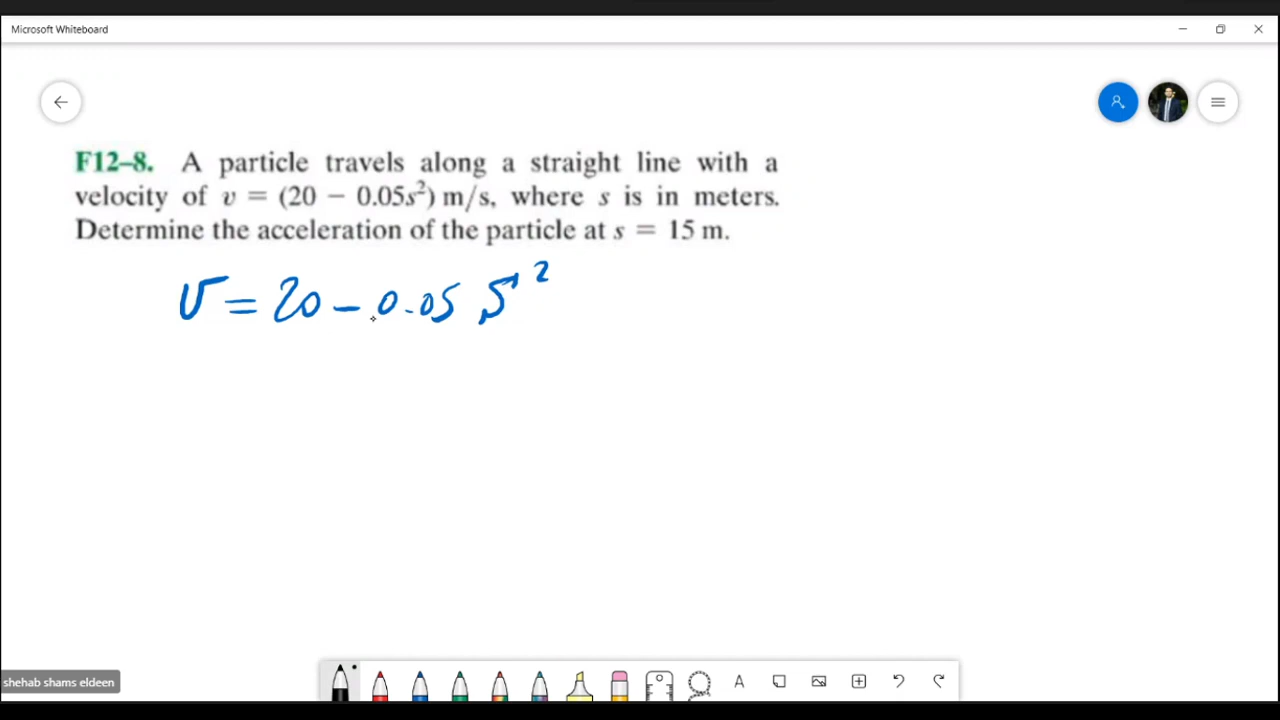 Microsoft Whiteboard
F12–8. A particle travels along a straight line with a
velocity of v = (20 − 0.05s²) m/s, where s is in meters.
Determine the acceleration of the particle at s = 15 m.
v = 20 − 0.05 s²
shehab shams eldeen
A